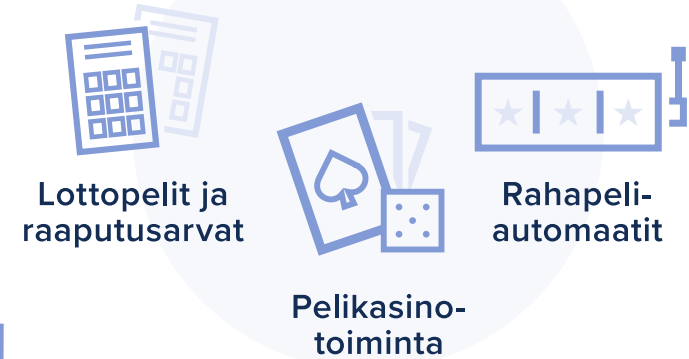 Lottopelit ja
raaputusarvat
Pelikasino-
toiminta
Rahapeli-
automaatit